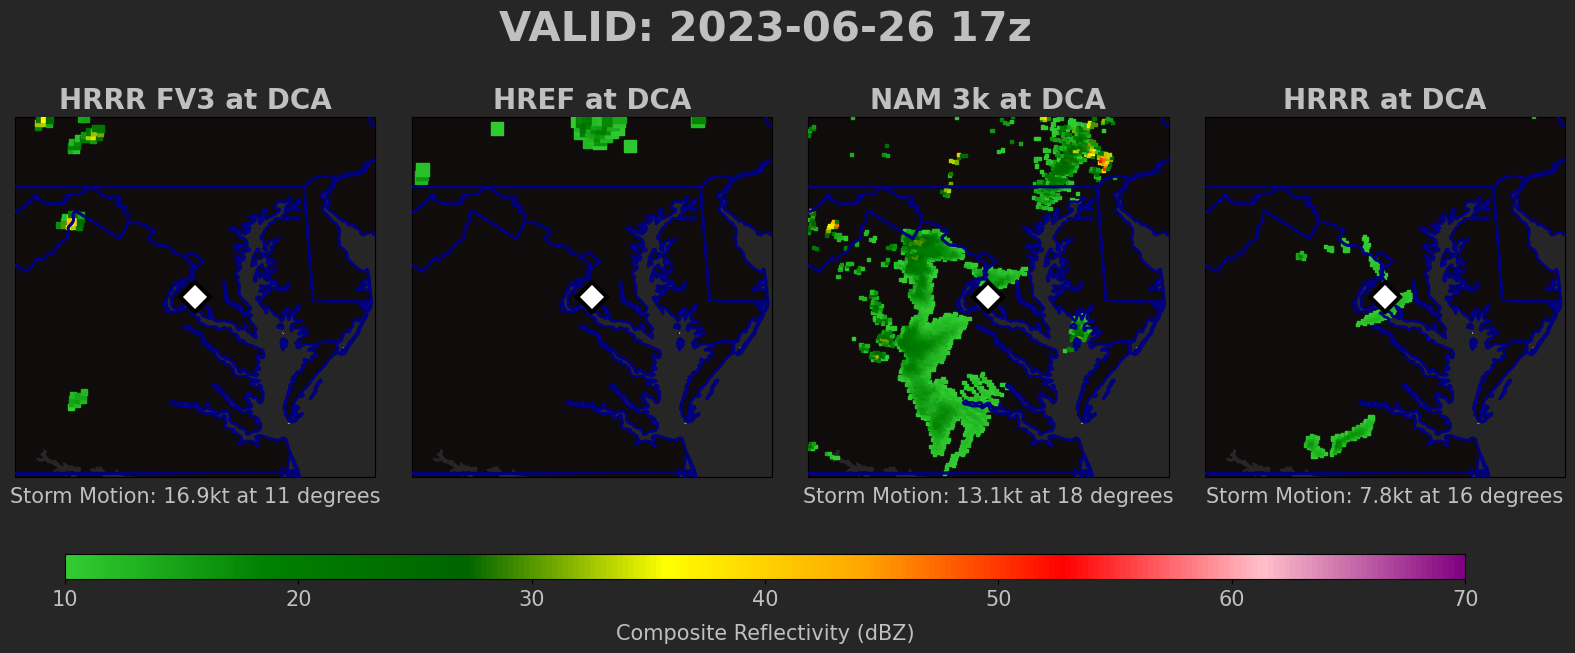 VALID: 2023-06-26 17z
HRRR FV3 at DCA
HREF at DCA
NAM 3k at DCA
HRRR at DCA
Storm Motion: 16.9kt at 11 degrees
Storm Motion: 13.1kt at 18 degrees
Storm Motion: 7.8kt at 16 degrees
10 20 30 40 50 60 70
Composite Reflectivity (dBZ)